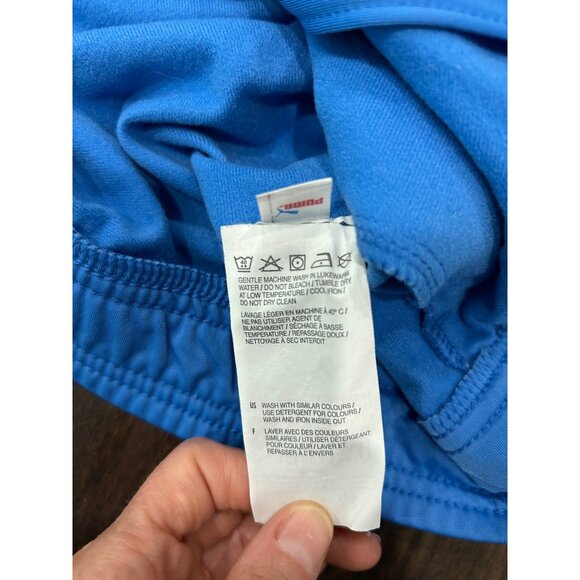 PUMA
40
GENTLE MACHINE WASH IN LUKEWARM
WATER / DO NOT BLEACH / TUMBLE DRY
AT LOW TEMPERATURE / COOL IRON /
DO NOT DRY CLEAN
LAVAGE LÉGER EN MACHINE À 40° C /
NE PAS UTILISER AGENT DE
BLANCHIMENT / SÉCHAGE À BASSE
TEMPÉRATURE / REPASSAGE DOUX /
NETTOYAGE À SEC INTERDIT
US WASH WITH SIMILAR COLOURS /
USE DETERGENT FOR COLOURS /
WASH AND IRON INSIDE OUT
F LAVER AVEC DES COULEURS
SIMILAIRES / UTILISER DÉTERGEANT
POUR COULEUR / LAVER ET
REPASSER À L'ENVERS